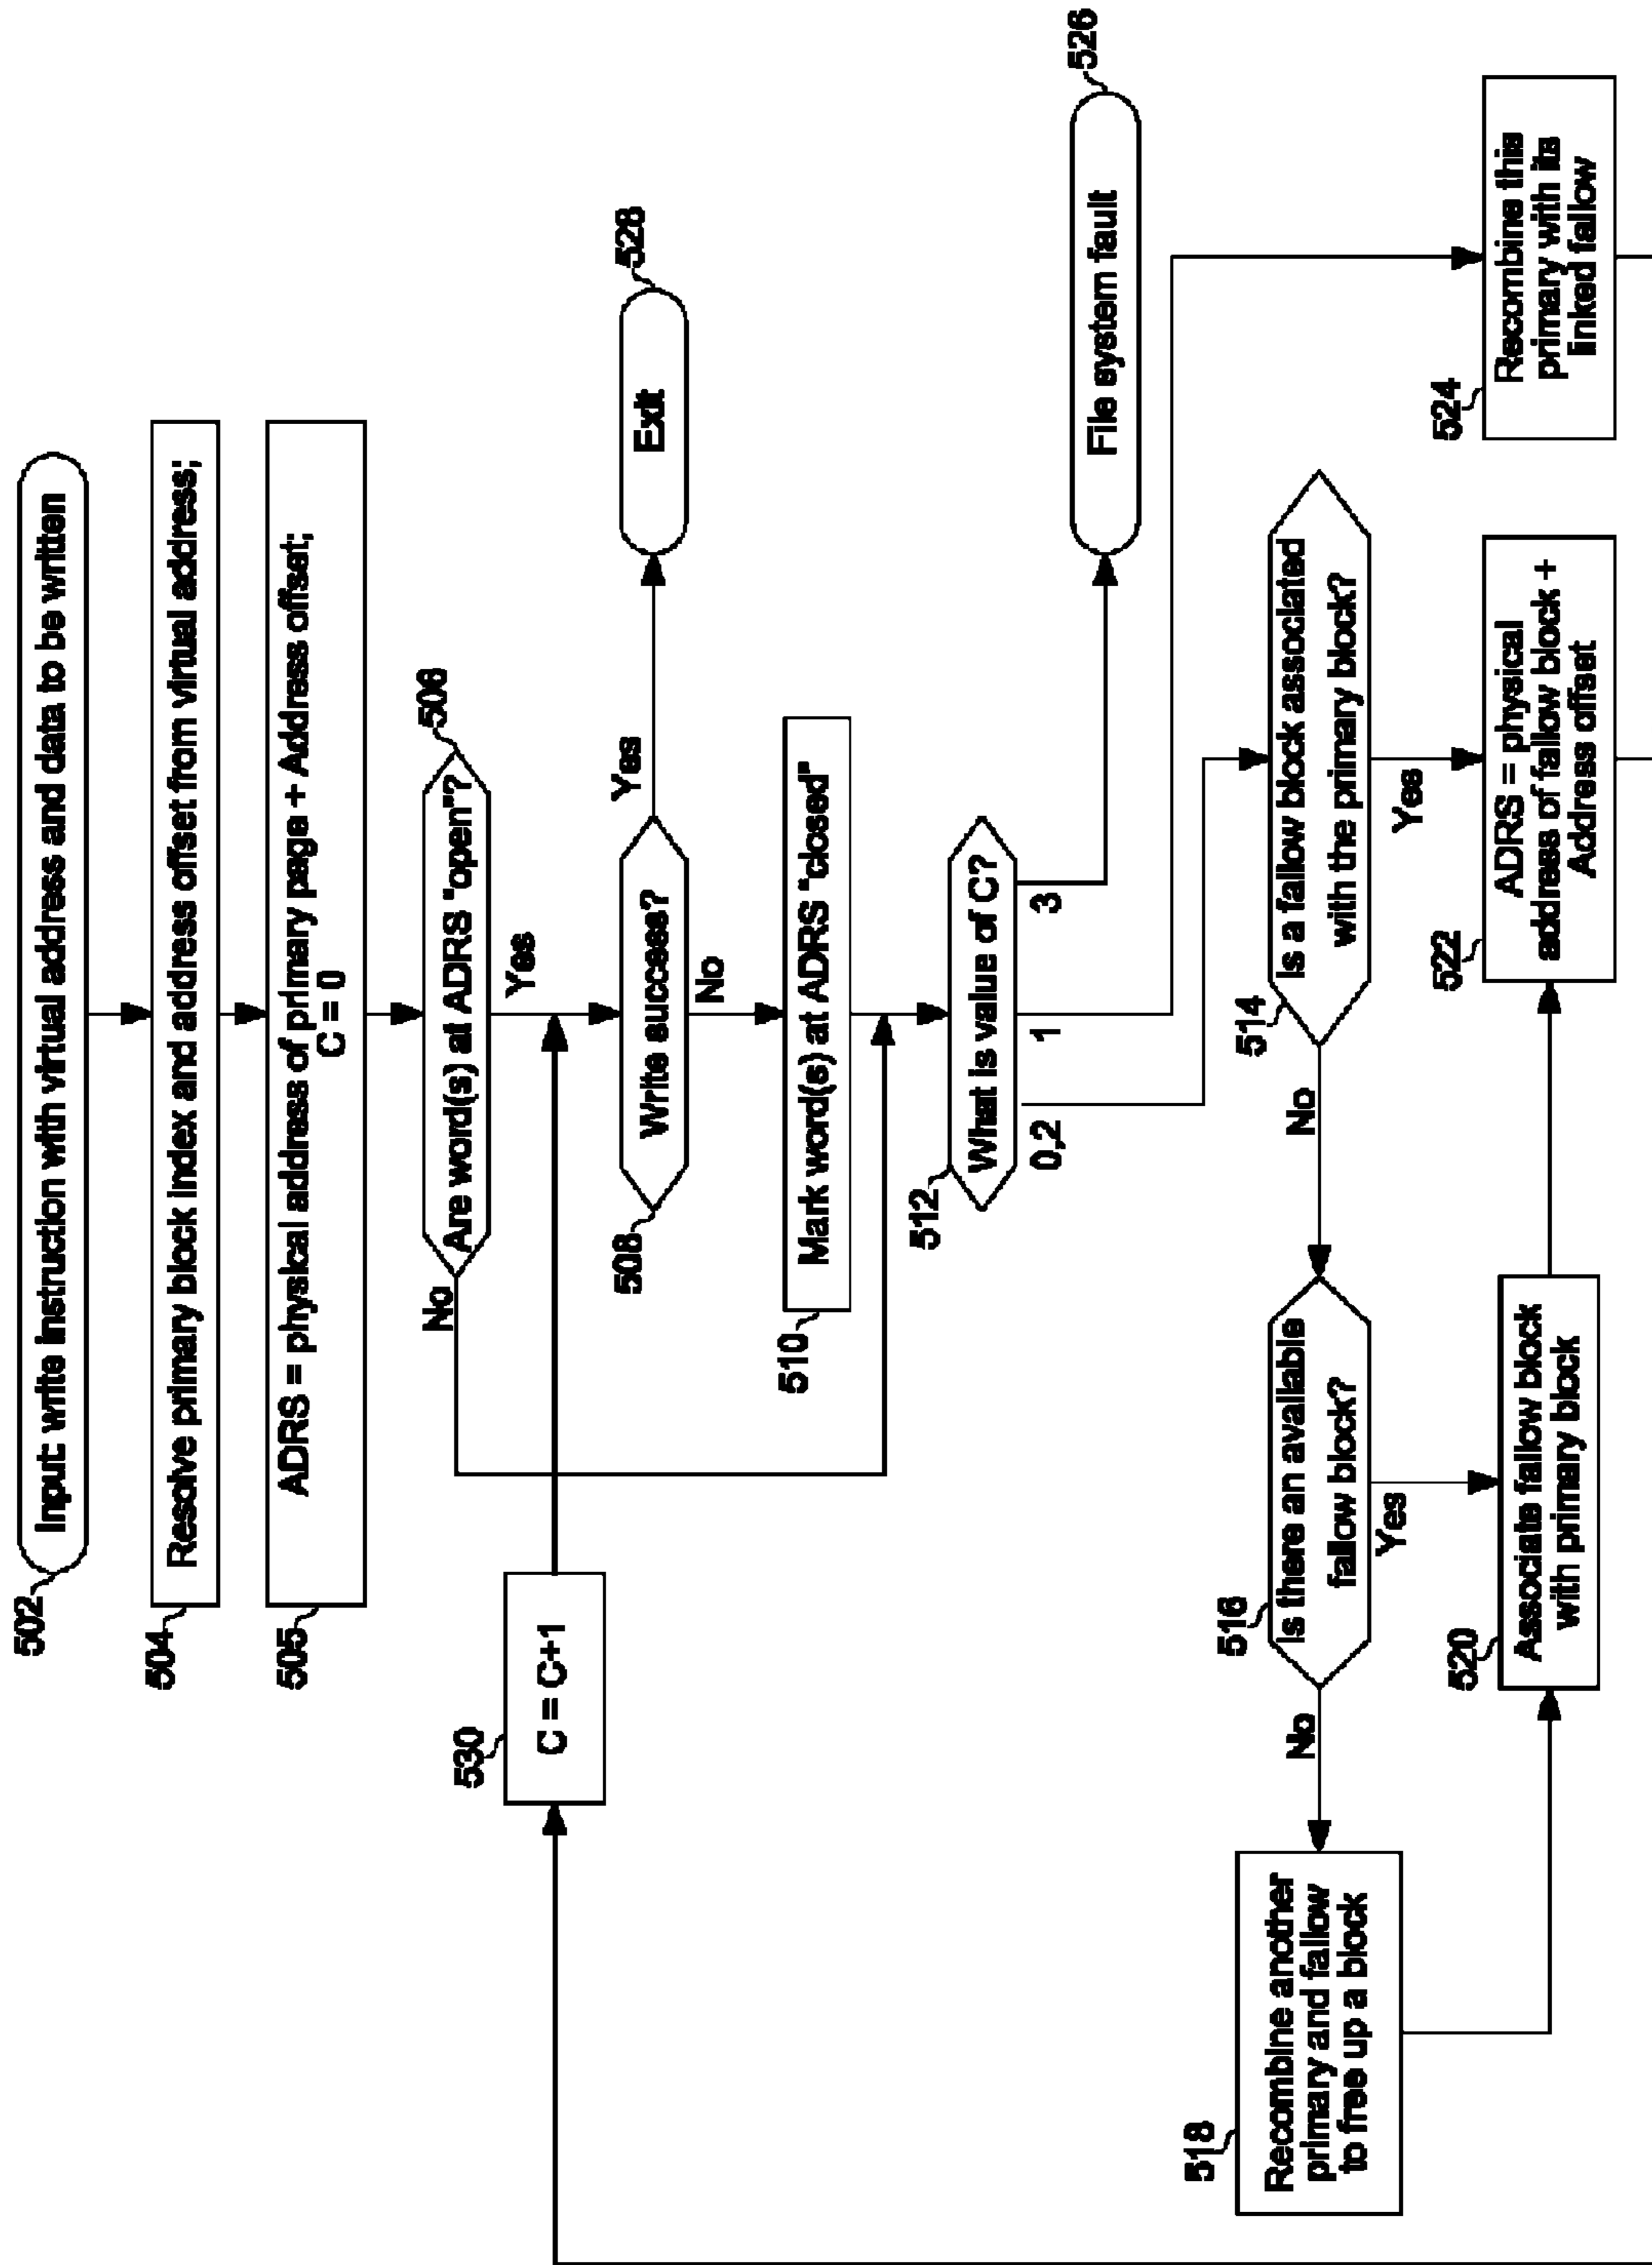 502
Input: write instruction with virtual address and data to be written
504
Resolve primary block index and address offset from virtual address;
505
ADRS = physical address of primary page + Address offset;
C = 0
506
Are word(s) at ADRS "open"?
No
Yes
530
C = C+1
508
Write success?
Yes
528
Exit
No
510
Mark word(s) at ADRS "closed"
512
What is value of C?
0,2
1
3
526
File system fault
514
Is a fallow block associated
with the primary block?
No
Yes
516
Is there an available
fallow block?
No
Yes
518
Recombine another
primary and fallow
to free up a block
520
Associate fallow block
with primary block
522
ADRS = physical
address of fallow block +
Address offset
524
Recombine this
primary with its
linked fallow